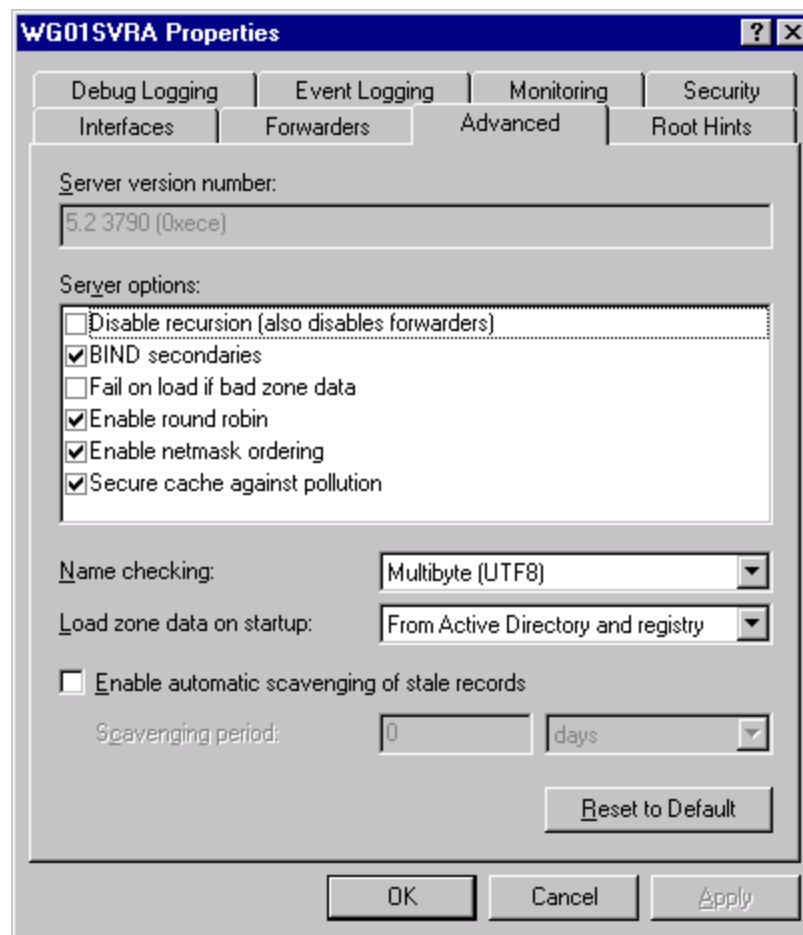 WG01SVRA Properties
Debug Logging Event Logging Monitoring Security
Interfaces Forwarders Advanced Root Hints
Server version number:
5.2 3790 (0xece)
Server options:
Disable recursion (also disables forwarders)
BIND secondaries
Fail on load if bad zone data
Enable round robin
Enable netmask ordering
Secure cache against pollution
Name checking: Multibyte (UTF8)
Load zone data on startup: From Active Directory and registry
Enable automatic scavenging of stale records
Scavenging period: 0 days
Reset to Default
OK Cancel Apply